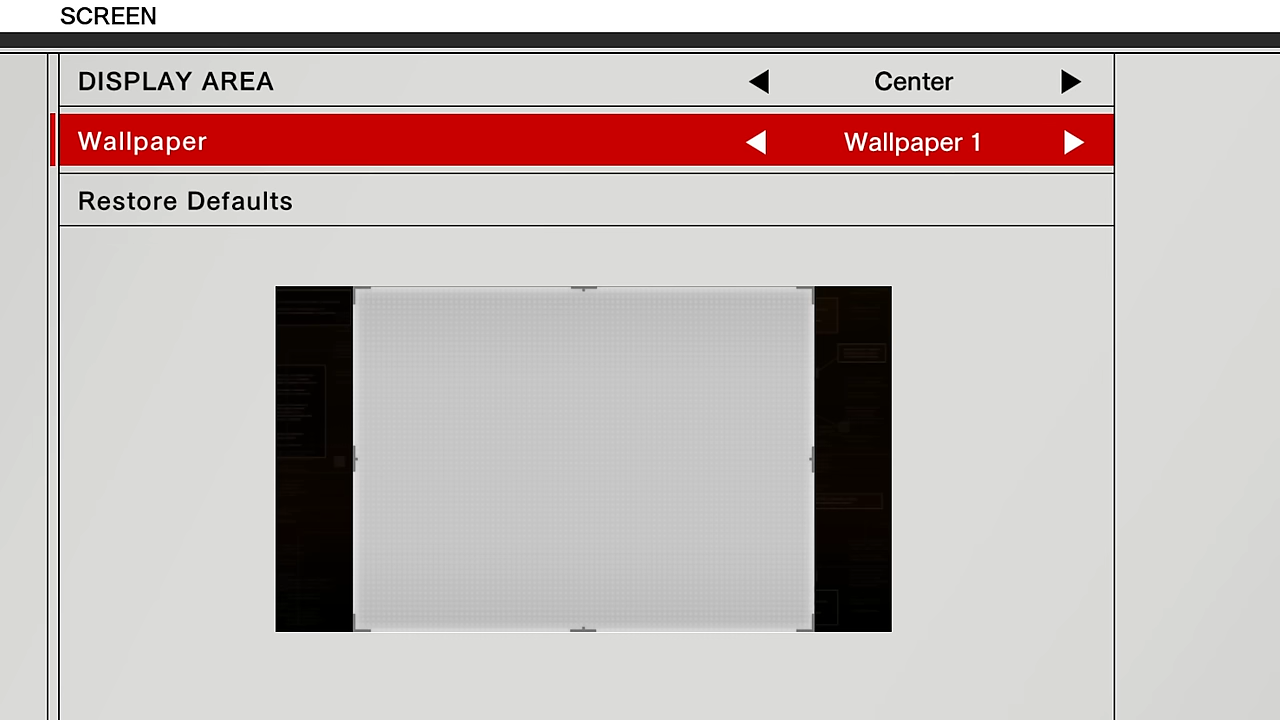 SCREEN
DISPLAY AREA ◀ Center ▶
Wallpaper ◀ Wallpaper 1 ▶
Restore Defaults